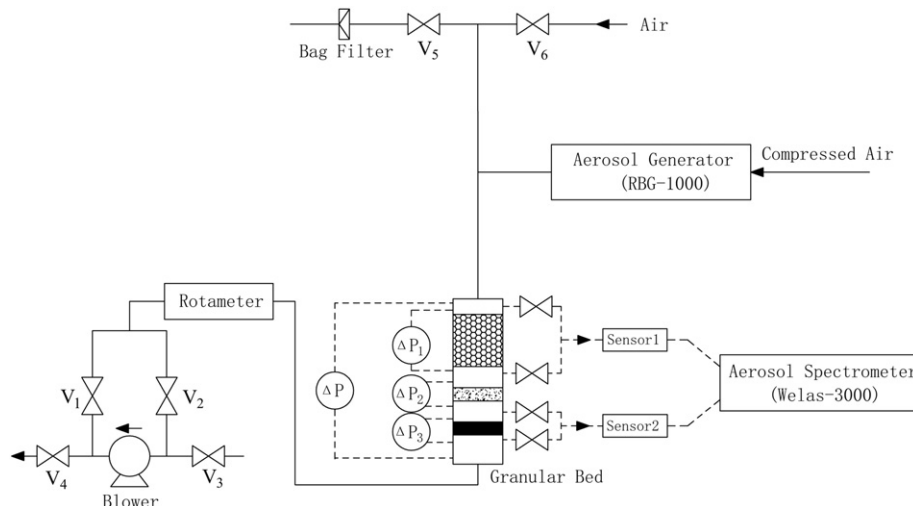 Air
Bag Filter
V5
V6
Aerosol Generator
(RBG-1000)
Compressed Air
Rotameter
ΔP1
Sensor1
ΔP
ΔP2
Aerosol Spectrometer
(Welas-3000)
V1
V2
ΔP3
Sensor2
Granular Bed
V4
V3
Blower